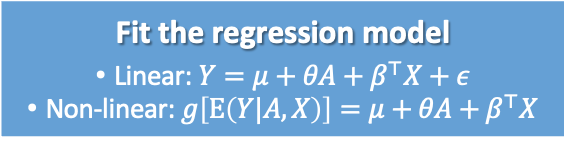 Fit the regression model
• Linear: Y = μ + θA + β⊤X + ϵ
• Non-linear: g[E(Y|A, X)] = μ + θA + β⊤X